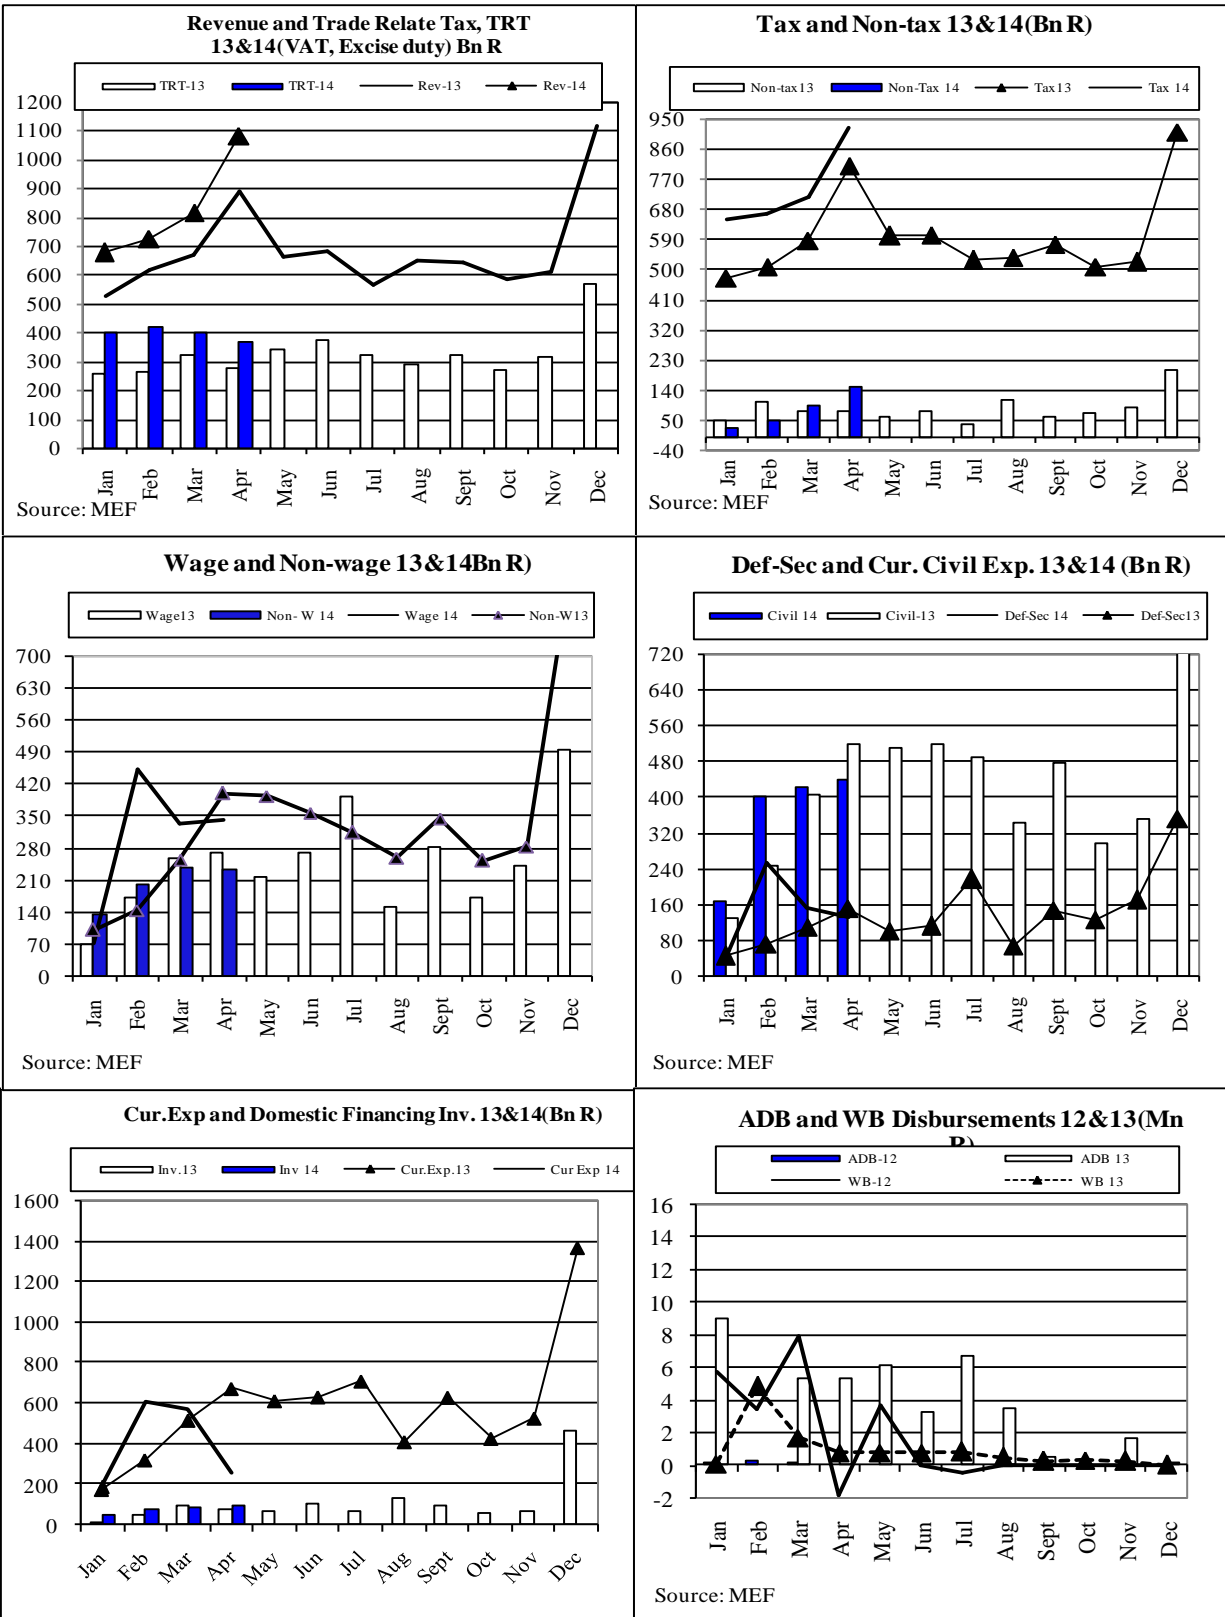 Revenue and Trade Relate Tax, TRT
13&14(VAT, Excise duty) Bn R
TRT-13 TRT-14 Rev-13 Rev-14
1200
1100
1000
900
800
700
600
500
400
300
200
100
0
Jan Feb Mar Apr May Jun Jul Aug Sept Oct Nov Dec
Source: MEF
Tax and Non-tax 13&14(Bn R)
Non-tax13 Non-Tax 14 Tax13 Tax 14
950
860
770
680
590
500
410
320
230
140
50
-40
Jan Feb Mar Apr May Jun Jul Aug Sept Oct Nov Dec
Source: MEF
Wage and Non-wage 13&14Bn R)
Wage13 Non- W 14 Wage 14 Non-W13
700
630
560
490
420
350
280
210
140
70
0
Jan Feb Mar Apr May Jun Jul Aug Sept Oct Nov Dec
Source: MEF
Def-Sec and Cur. Civil Exp. 13&14 (Bn R)
Civil 14 Civil-13 Def-Sec 14 Def-Sec13
720
640
560
480
400
320
240
160
80
0
Jan Feb Mar Apr May Jun Jul Aug Sept Oct Nov Dec
Source: MEF
Cur.Exp and Domestic Financing Inv. 13&14(Bn R)
Inv.13 Inv 14 Cur.Exp.13 Cur Exp 14
1600
1400
1200
1000
800
600
400
200
0
Jan Feb Mar Apr May Jun Jul Aug Sept Oct Nov Dec
ADB and WB Disbursements 12&13(Mn
R)
ADB-12 ADB 13
WB-12 WB 13
16
14
12
10
8
6
4
2
0
-2
Jan Feb Mar Apr May Jun Jul Aug Sept Oct Nov Dec
Source: MEF